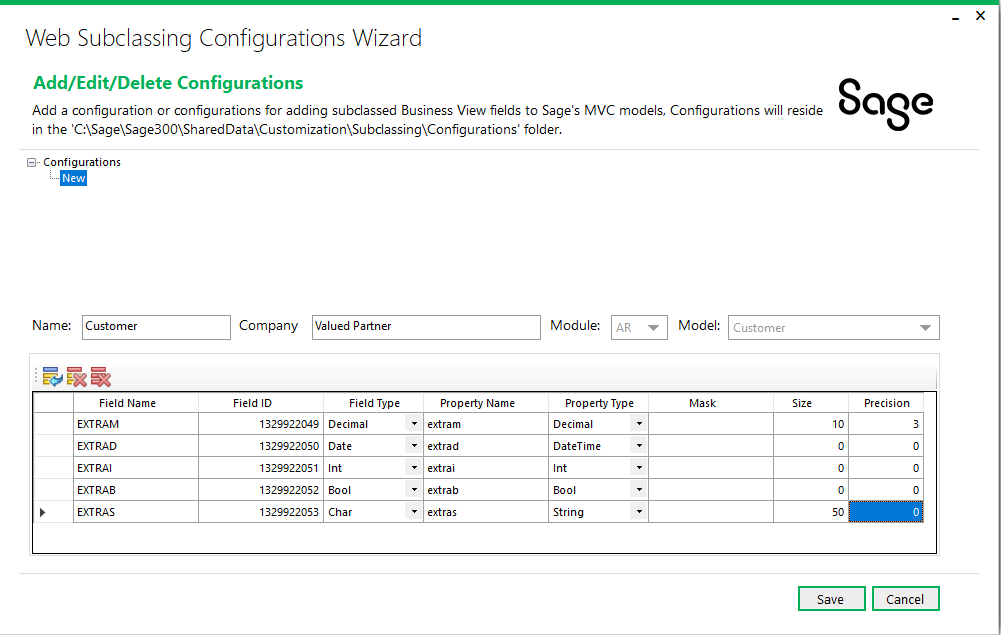 Web Subclassing Configurations Wizard
Add/Edit/Delete Configurations
Add a configuration or configurations for adding subclassed Business View fields to Sage's MVC models, Configurations will reside
in the 'C:\Sage\Sage300\SharedData\Customization\Subclassing\Configurations' folder.
Sage
Configurations
New
Name: Customer Company Valued Partner Module: AR Model: Customer
Field Name Field ID Field Type Property Name Property Type Mask Size Precision
EXTRAM 1329922049 Decimal extram Decimal 10 3
EXTRAD 1329922050 Date extrad DateTime 0 0
EXTRAI 1329922051 Int extrai Int 0 0
EXTRAB 1329922052 Bool extrab Bool 0 0
EXTRAS 1329922053 Char extras String 50 0
Save Cancel